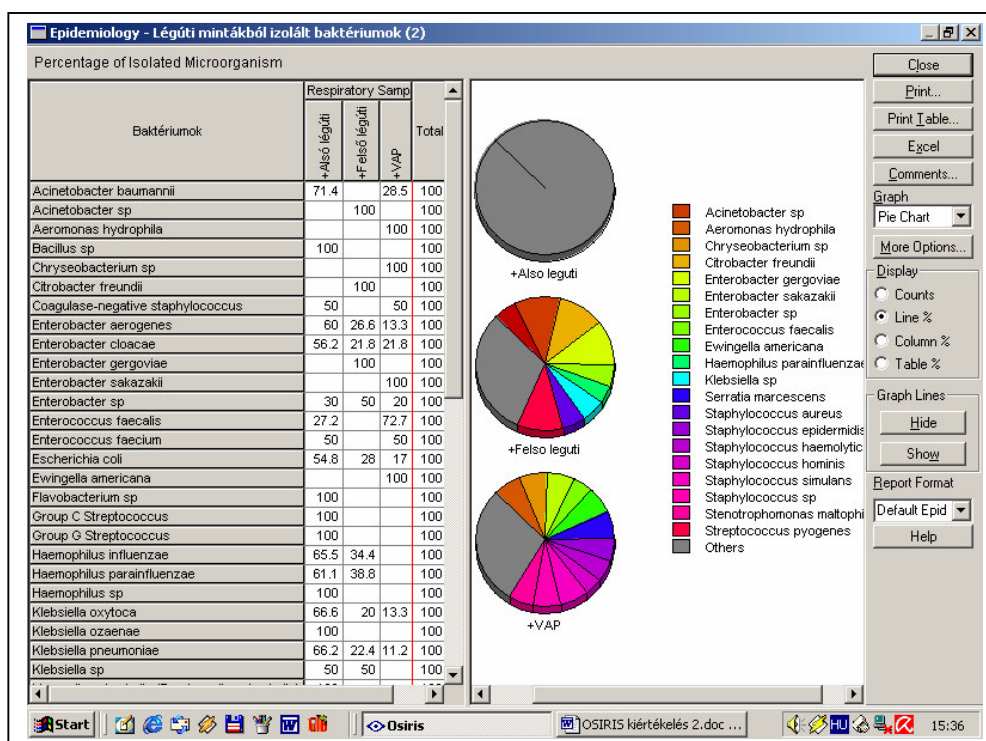 Epidemiology - Légúti mintákból izolált baktériumok (2)
Percentage of Isolated Microorganism
Baktériumok
Respiratory Samp
+Alsó légúti
+Felső légúti
+VAP
Total
Acinetobacter baumannii 71.4 28.5 100
Acinetobacter sp 100 100
Aeromonas hydrophila 100 100
Bacillus sp 100 100
Chryseobacterium sp 100 100
Citrobacter freundii 100 100
Coagulase-negative staphylococcus 50 50 100
Enterobacter aerogenes 60 26.6 13.3 100
Enterobacter cloacae 56.2 21.8 21.8 100
Enterobacter gergoviae 100 100
Enterobacter sakazakii 100 100
Enterobacter sp 30 50 20 100
Enterococcus faecalis 27.2 72.7 100
Enterococcus faecium 50 50 100
Escherichia coli 54.8 28 17 100
Ewingella americana 100 100
Flavobacterium sp 100 100
Group C Streptococcus 100 100
Group G Streptococcus 100 100
Haemophilus influenzae 65.5 34.4 100
Haemophilus parainfluenzae 61.1 38.8 100
Haemophilus sp 100 100
Klebsiella oxytoca 66.6 20 13.3 100
Klebsiella ozaenae 100 100
Klebsiella pneumoniae 66.2 22.4 11.2 100
Klebsiella sp 50 50 100
+Also leguti
+Felso leguti
+VAP
Acinetobacter sp
Aeromonas hydrophila
Chryseobacterium sp
Citrobacter freundii
Enterobacter gergoviae
Enterobacter sakazakii
Enterobacter sp
Enterococcus faecalis
Ewingella americana
Haemophilus parainfluenzae
Klebsiella sp
Serratia marcescens
Staphylococcus aureus
Staphylococcus epidermidis
Staphylococcus haemolytic
Staphylococcus hominis
Staphylococcus simulans
Staphylococcus sp
Stenotrophomonas maltophi
Streptococcus pyogenes
Others
Close
Print...
Print Table...
Excel
Comments...
Graph
Pie Chart
More Options...
Display
Counts
Line %
Column %
Table %
Graph Lines
Hide
Show
Report Format
Default Epid
Help
Start
Osiris
OSIRIS kiértékelés 2.doc ...
HU
15:36